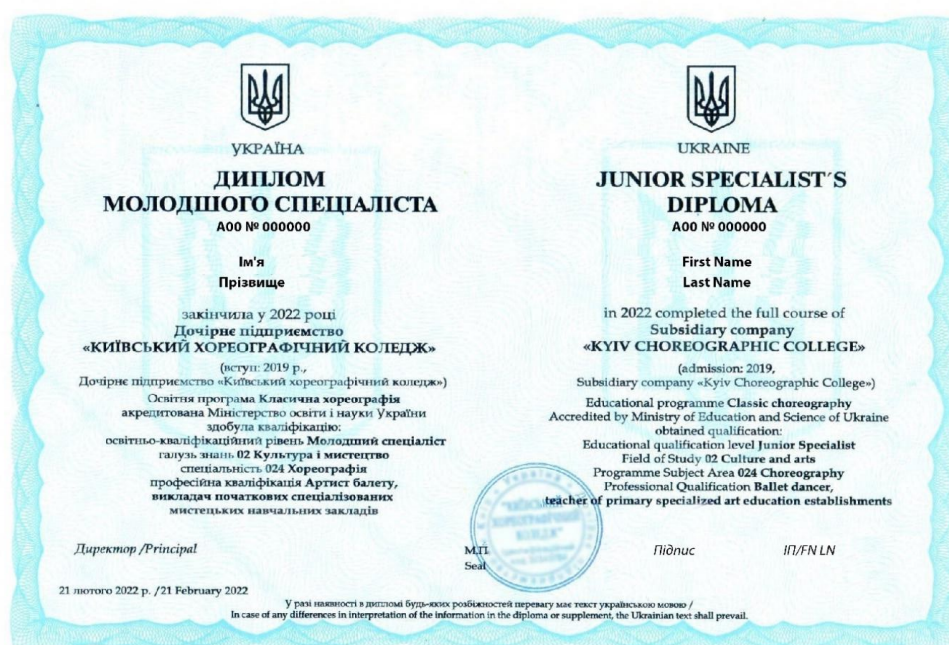 УКРАЇНА
ДИПЛОМ
МОЛОДШОГО СПЕЦІАЛІСТА
А00 № 000000
Ім'я
Прізвище
закінчила у 2022 році
Дочірнє підприємство
«КИЇВСЬКИЙ ХОРЕОГРАФІЧНИЙ КОЛЕДЖ»
(вступ: 2019 р.,
Дочірнє підприємство «Київський хореографічний коледж»)
Освітня програма Класична хореографія
акредитована Міністерство освіти і науки України
здобула кваліфікацію:
освітньо-кваліфікаційний рівень Молодший спеціаліст
галузь знань 02 Культура і мистецтво
спеціальність 024 Хореографія
професійна кваліфікація Артист балету,
викладач початкових спеціалізованих
мистецьких навчальних закладів
UKRAINE
JUNIOR SPECIALIST´S
DIPLOMA
А00 № 000000
First Name
Last Name
in 2022 completed the full course of
Subsidiary company
«KYIV CHOREOGRAPHIC COLLEGE»
(admission: 2019,
Subsidiary company «Kyiv Choreographic College»)
Educational programme Classic choreography
Accredited by Ministry of Education and Science of Ukraine
obtained qualification:
Educational qualification level Junior Specialist
Field of Study 02 Culture and arts
Programme Subject Area 024 Choreography
Professional Qualification Ballet dancer,
teacher of primary specialized art education establishments
Директор /Principal
М.П.
Seal
Підпис
ІП/FN LN
21 лютого 2022 р. /21 February 2022
У разі наявності в дипломі будь-яких розбіжностей перевагу має текст українською мовою /
In case of any differences in interpretation of the information in the diploma or supplement, the Ukrainian text shall prevail.